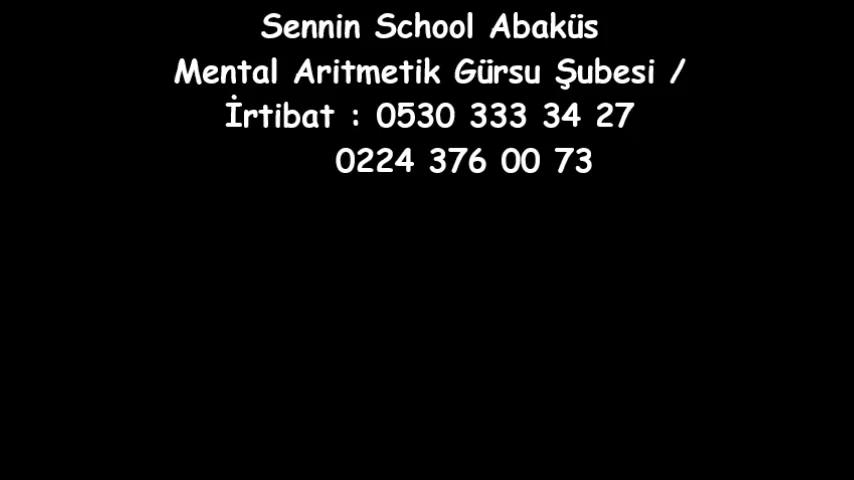 Sennin School Abaküs
Mental Aritmetik Gürsu Şubesi /
İrtibat : 0530 333 34 27
0224 376 00 73